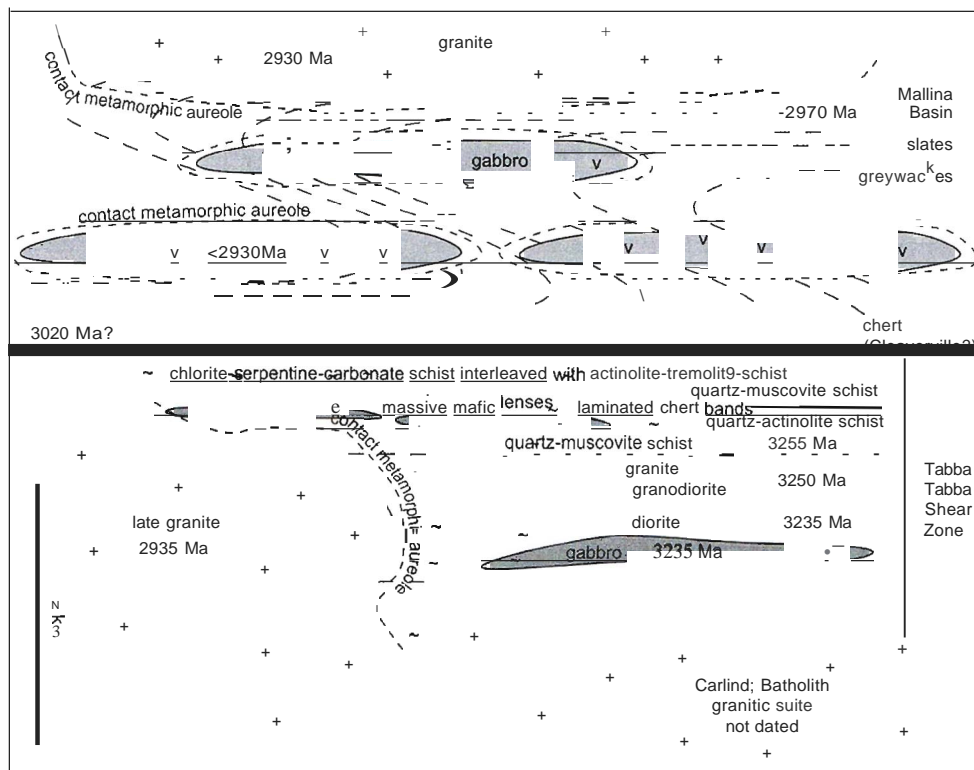 granite
2930 Ma
contact metamorphic aureole
-2970 Ma
Mallina
Basin
slates
gabbro
v
greywackes
contact metamorphic aureole
v <2930Ma v v
v v v v
3020 Ma?
chert
~ chlorite-serpentine-carbonate schist interleaved with actinolite-tremolit9-schist
quartz-muscovite schist
e massive mafic lenses ~ laminated chert bands
quartz-actinolite schist
contact metamorphi= aureole
quartz-muscovite schist
3255 Ma
granite
granodiorite
3250 Ma
Tabba
Tabba
Shear
Zone
late granite
2935 Ma
diorite
3235 Ma
gabbro 3235 Ma
Carlind; Batholith
granitic suite
not dated